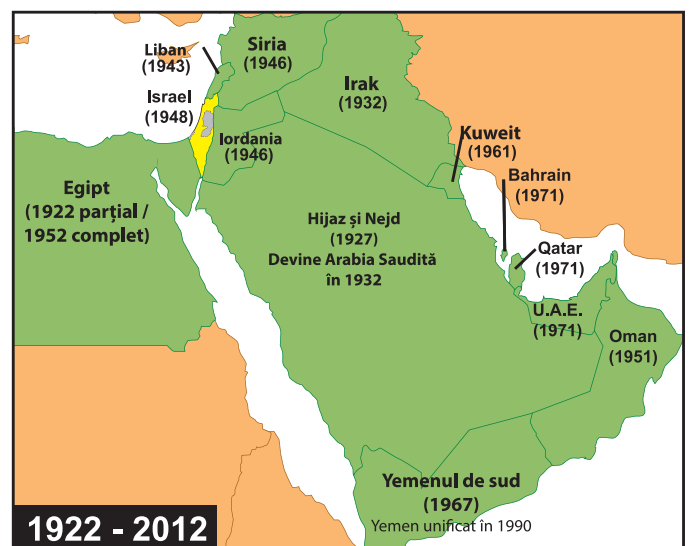 Liban
(1943)
Siria
(1946)
Irak
(1932)
Israel
(1948)
Iordania
(1946)
Kuweit
(1961)
Bahrain
(1971)
Egipt
(1922 parțial /
1952 complet)
Hijaz și Nejd
(1927)
Devine Arabia Saudită
în 1932
Qatar
(1971)
U.A.E.
(1971)
Oman
(1951)
Yemenul de sud
(1967)
Yemen unificat în 1990
1922 - 2012